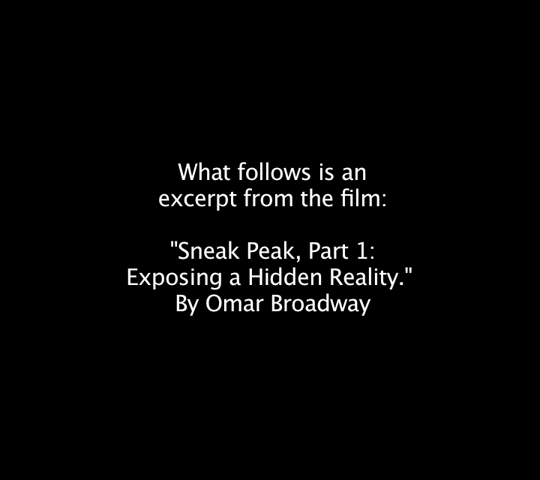 What follows is an
excerpt from the film:
"Sneak Peak, Part 1:
Exposing a Hidden Reality."
By Omar Broadway